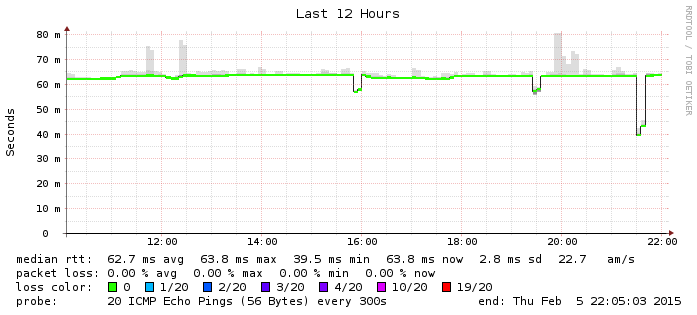 Last 12 Hours
RRDTOOL / TOBI OETIKER
Seconds
80 m
70 m
60 m
50 m
40 m
30 m
20 m
10 m
0
12:00 14:00 16:00 18:00 20:00 22:00
median rtt: 62.7 ms avg 63.8 ms max 39.5 ms min 63.8 ms now 2.8 ms sd 22.7 am/s
packet loss: 0.00 % avg 0.00 % max 0.00 % min 0.00 % now
loss color: 0 1/20 2/20 3/20 4/20 10/20 19/20
probe: 20 ICMP Echo Pings (56 Bytes) every 300s end: Thu Feb 5 22:05:03 2015